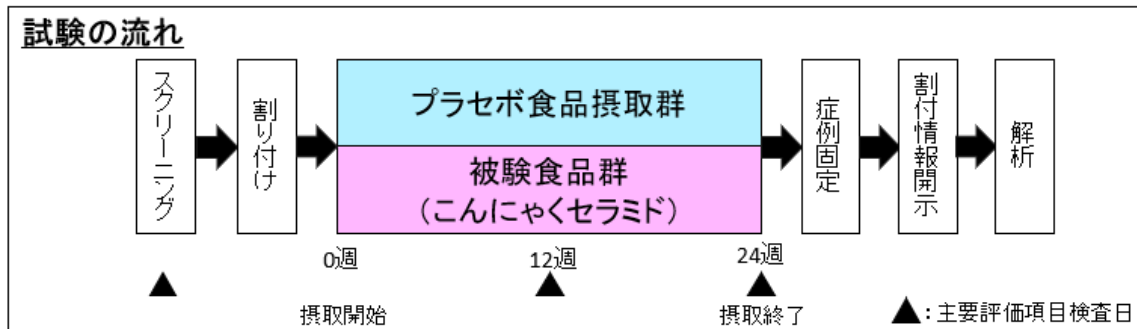 試験の流れ
スクリーニング
割り付け
プラセボ食品摂取群
被験食品群
(こんにゃくセラミド)
症例固定
割付情報開示
解析
0週
12週
24週
摂取開始
摂取終了
▲:主要評価項目検査日